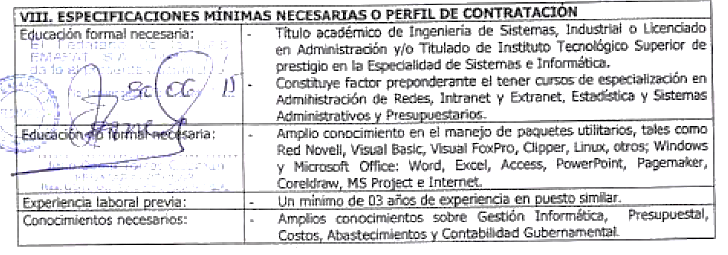 VIII. ESPECIFICACIONES MÍNIMAS NECESARIAS O PERFIL DE CONTRATACIÓN
Educación formal necesaria:
- Título académico de Ingeniería de Sistemas, Industrial o Licenciado
en Administración y/o Titulado de Instituto Tecnológico Superior de
prestigio en la Especialidad de Sistemas e Informática.
- Constituye factor preponderante el tener cursos de especialización en
Administración de Redes, Intranet y Extranet, Estadística y Sistemas
Administrativos y Presupuestarios.
Educación no formal necesaria:
- Amplio conocimiento en el manejo de paquetes utilitarios, tales como
Red Novell, Visual Basic, Visual FoxPro, Clipper, Linux, otros; Windows
y Microsoft Office: Word, Excel, Access, PowerPoint, Pagemaker,
Coreldraw, MS Project e Internet.
Experiencia laboral previa:
- Un mínimo de 03 años de experiencia en puesto similar.
Conocimientos necesarios:
- Amplios conocimientos sobre Gestión Informática, Presupuestal,
Costos, Abastecimientos y Contabilidad Gubernamental.